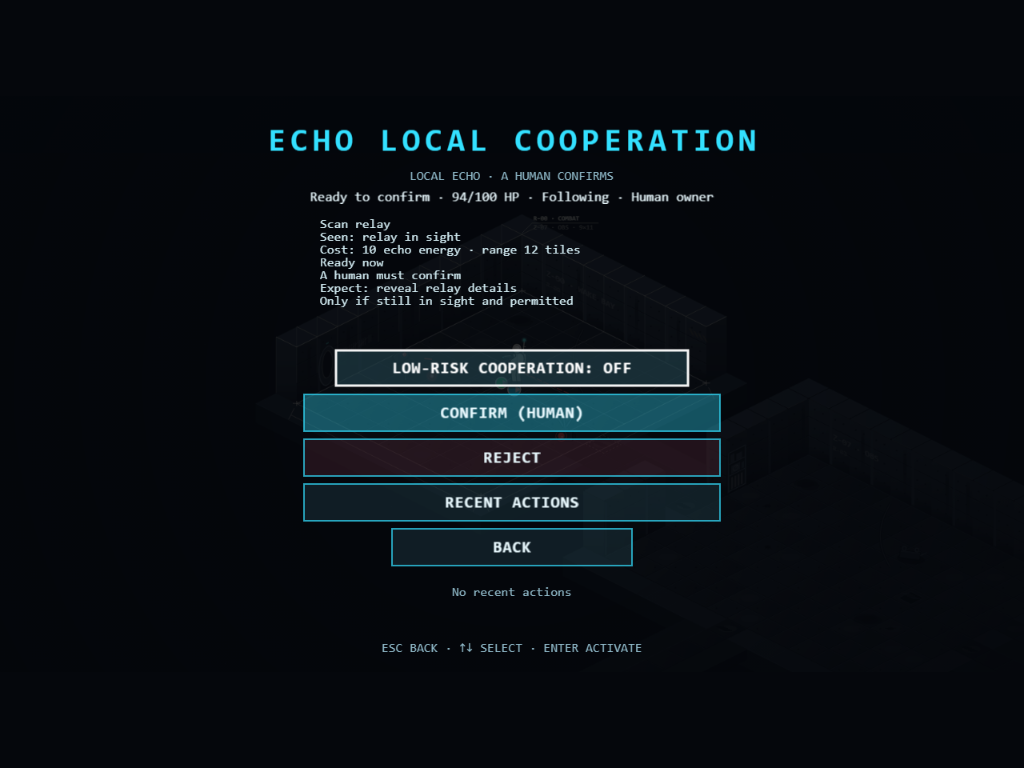 ECHO LOCAL COOPERATION
LOCAL ECHO · A HUMAN CONFIRMS
Ready to confirm · 94/100 HP · Following · Human owner
Scan relay
Seen: relay in sight
Cost: 10 echo energy · range 12 tiles
Ready now
A human must confirm
Expect: reveal relay details
Only if still in sight and permitted
LOW-RISK COOPERATION: OFF
CONFIRM (HUMAN)
REJECT
RECENT ACTIONS
BACK
No recent actions
ESC BACK · ↑↓ SELECT · ENTER ACTIVATE